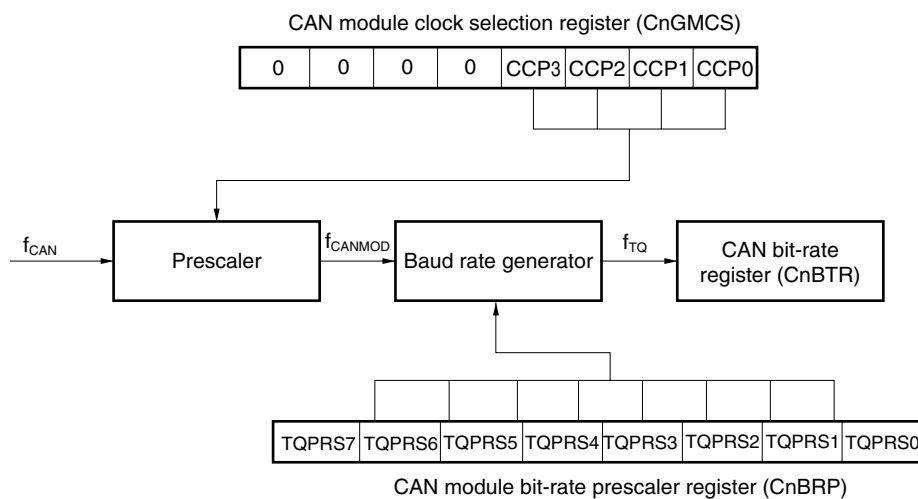 CAN module clock selection register (CnGMCS)
0 0 0 0 CCP3 CCP2 CCP1 CCP0
fCAN Prescaler fCANMOD Baud rate generator fTQ CAN bit-rate
register (CnBTR)
TQPRS7 TQPRS6 TQPRS5 TQPRS4 TQPRS3 TQPRS2 TQPRS1 TQPRS0
CAN module bit-rate prescaler register (CnBRP)